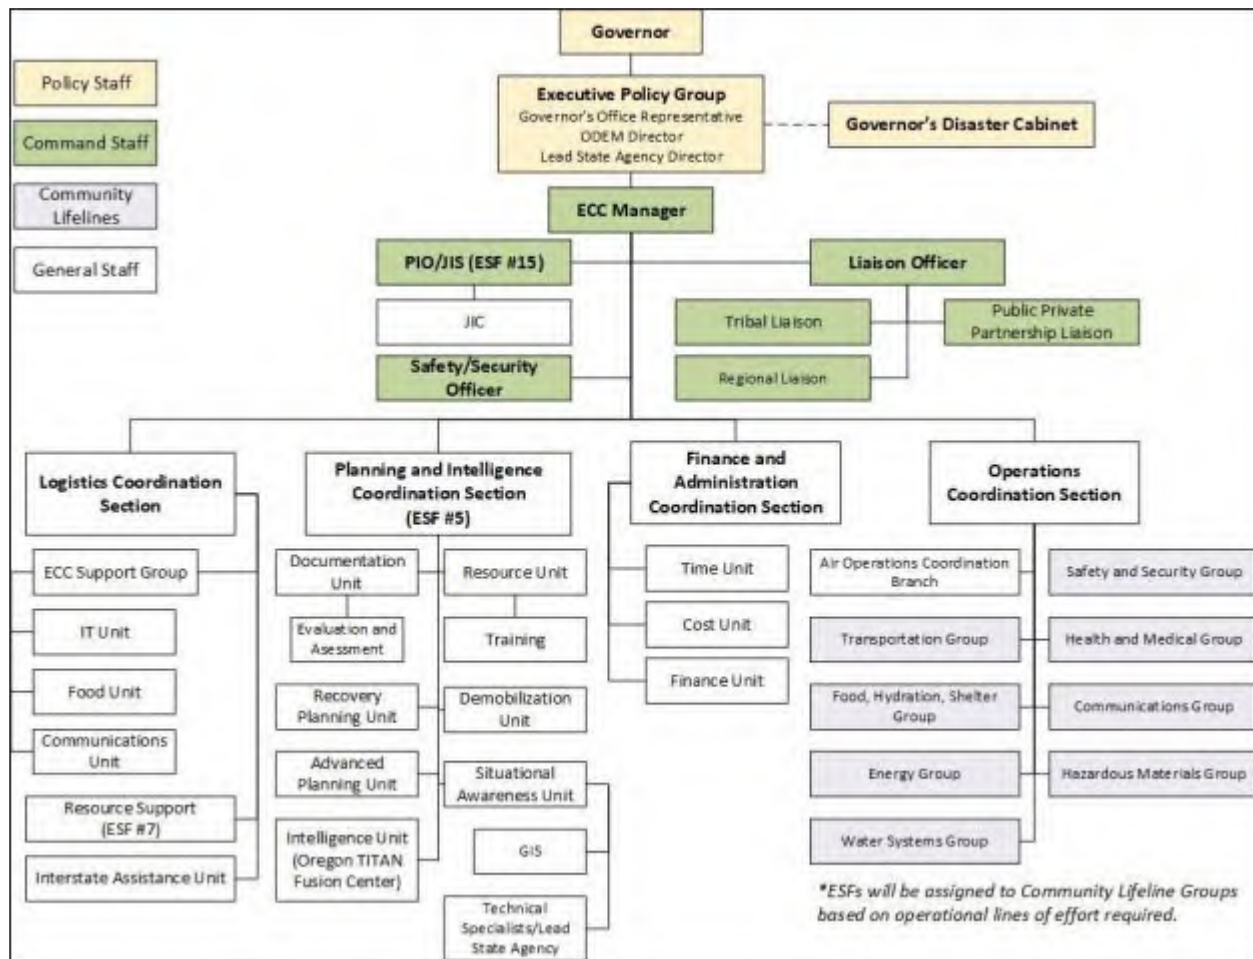 Governor
Policy Staff
Executive Policy Group
Governor's Office Representative
ODEM Director
Lead State Agency Director
Governor's Disaster Cabinet
Command Staff
Community
Lifelines
General Staff
ECC Manager
PIO/JIS (ESF #15)
Liaison Officer
JIC
Tribal Liaison
Public Private
Partnership Liaison
Safety/Security
Officer
Regional Liaison
Logistics Coordination
Section
Planning and Intelligence
Coordination Section
(ESF #5)
Finance and
Administration
Coordination Section
Operations
Coordination Section
ECC Support Group
IT Unit
Food Unit
Communications
Unit
Resource Support
(ESF #7)
Interstate Assistance Unit
Documentation
Unit
Resource Unit
Evaluation and
Asessment
Training
Recovery
Planning Unit
Demobilization
Unit
Advanced
Planning Unit
Situational
Awareness Unit
Intelligence Unit
(Oregon TITAN
Fusion Center)
GIS
Technical
Specialists/Lead
State Agency
Time Unit
Cost Unit
Finance Unit
Air Operations Coordination
Branch
Safety and Security Group
Transportation Group
Health and Medical Group
Food, Hydration, Shelter
Group
Communications Group
Energy Group
Hazardous Materials Group
Water Systems Group
*ESFs will be assigned to Community Lifeline Groups
based on operational lines of effort required.